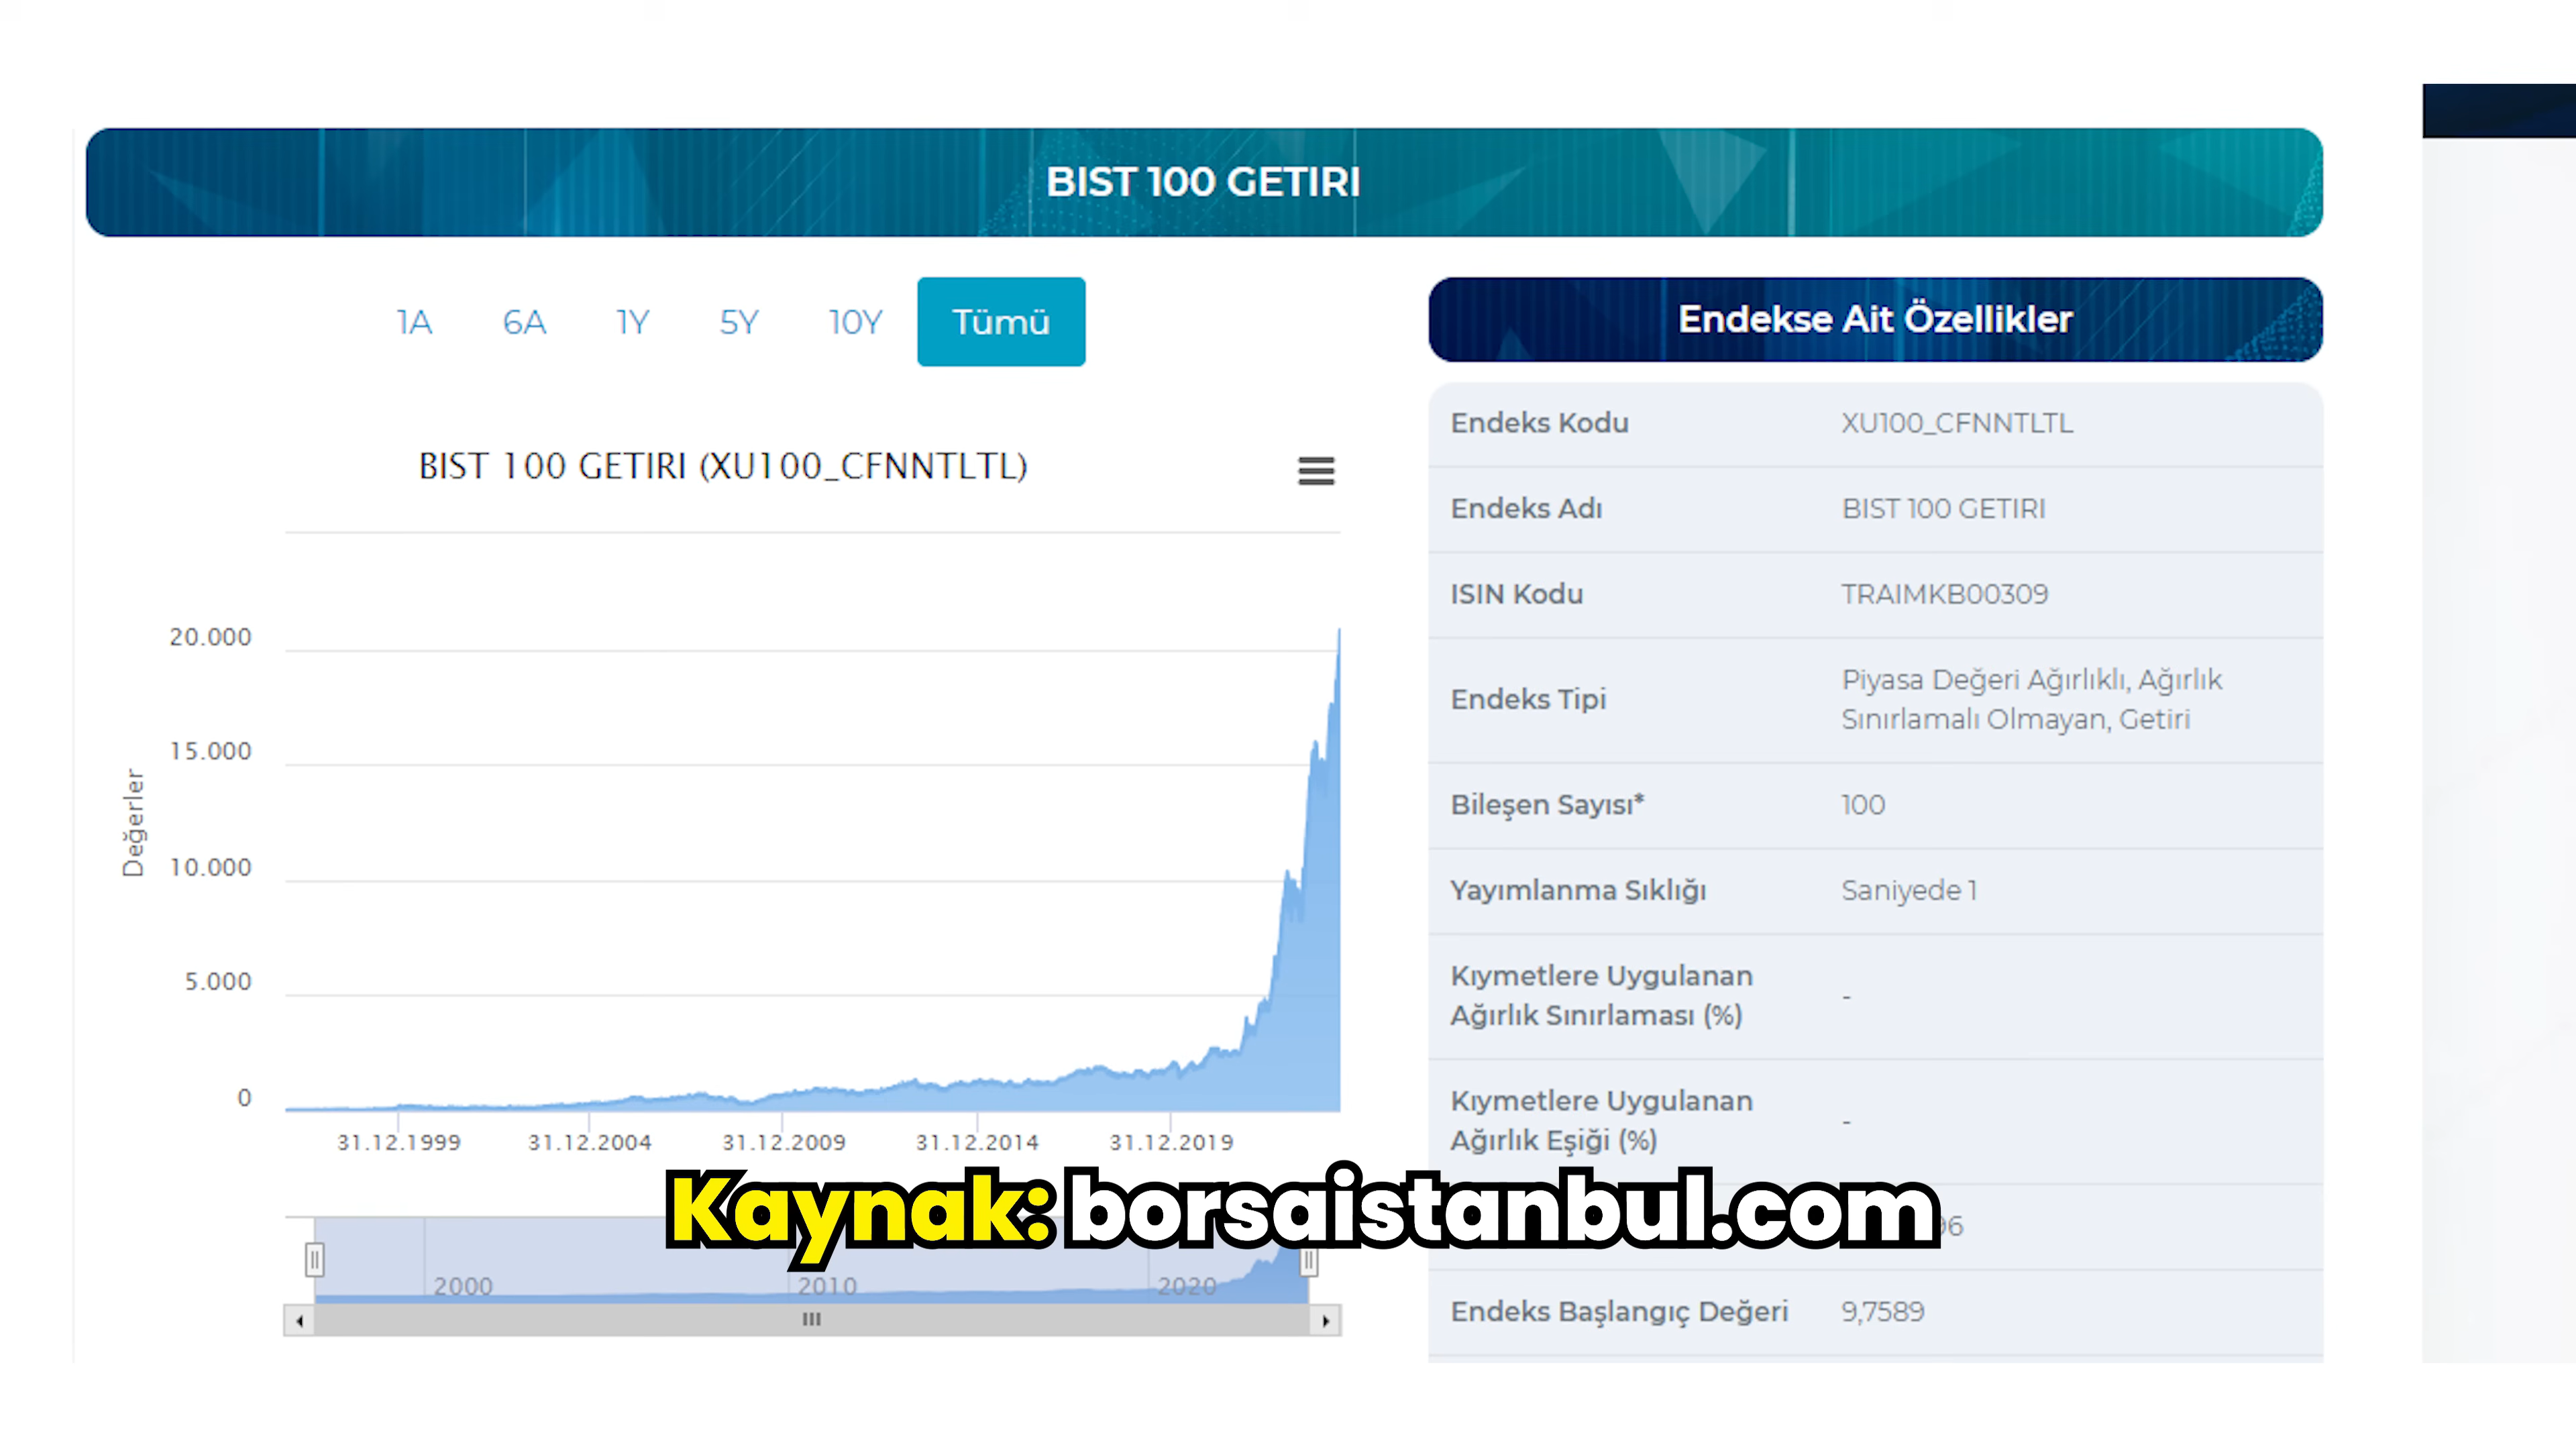 BIST 100 GETIRI
1A 6A 1Y 5Y 10Y Tümü
BIST 100 GETIRI (XU100_CFNNTLTL)
Değerler
20.000
15.000
10.000
5.000
0
31.12.1999 31.12.2004 31.12.2009 31.12.2014 31.12.2019
2000 2010 2020
Endekse Ait Özellikler
Endeks Kodu XU100_CFNNTLTL
Endeks Adı BIST 100 GETIRI
ISIN Kodu TRAIMKB00309
Endeks Tipi Piyasa Değeri Ağırlıklı, Ağırlık
Sınırlamalı Olmayan, Getiri
Bileşen Sayısı* 100
Yayımlanma Sıklığı Saniyede 1
Kıymetlere Uygulanan
Ağırlık Sınırlaması (%) -
Kıymetlere Uygulanan
Ağırlık Eşiği (%) -
Endeks Başlangıç Değeri 9,7589
Kaynak: borsaistanbul.com